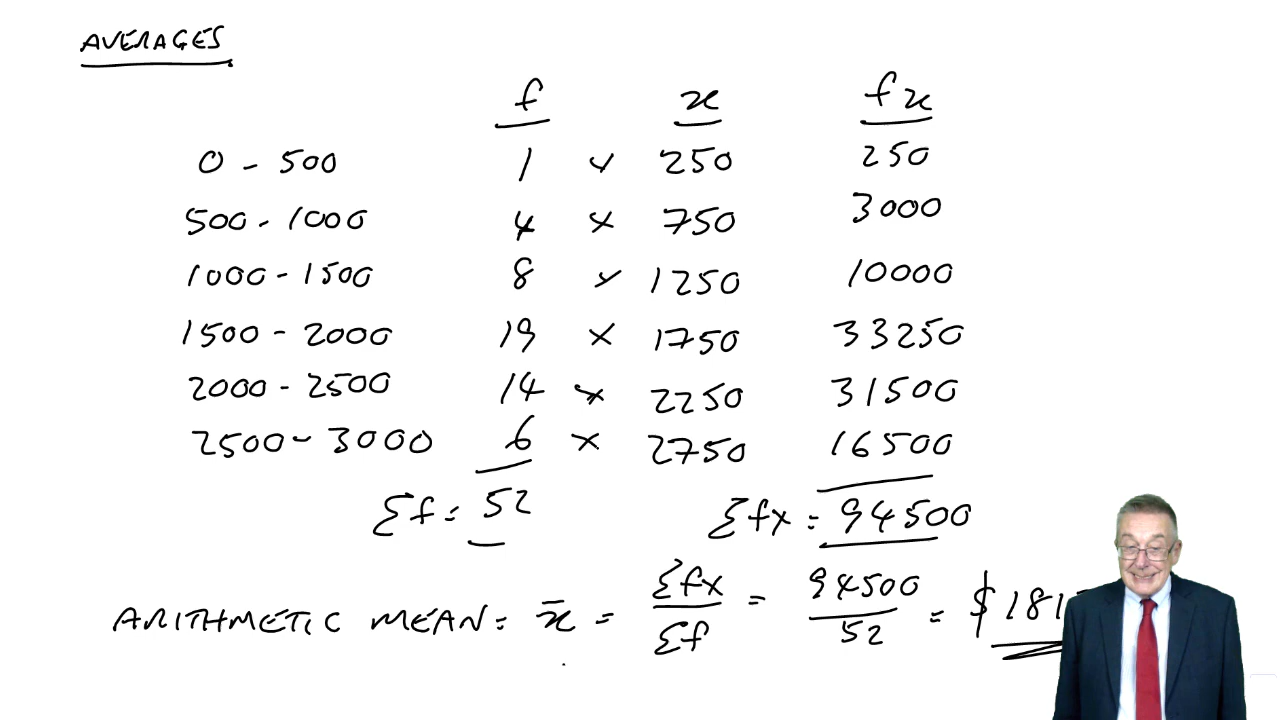 AVERAGES
f x fx
0 - 500 1 × 250 250
500 - 1000 4 × 750 3000
1000 - 1500 8 × 1250 10000
1500 - 2000 19 × 1750 33250
2000 - 2500 14 × 2250 31500
2500 - 3000 6 × 2750 16500
Σf = 52 Σfx = 94500
ARITHMETIC MEAN = x̄ = Σfx / Σf = 94500 / 52 = $181